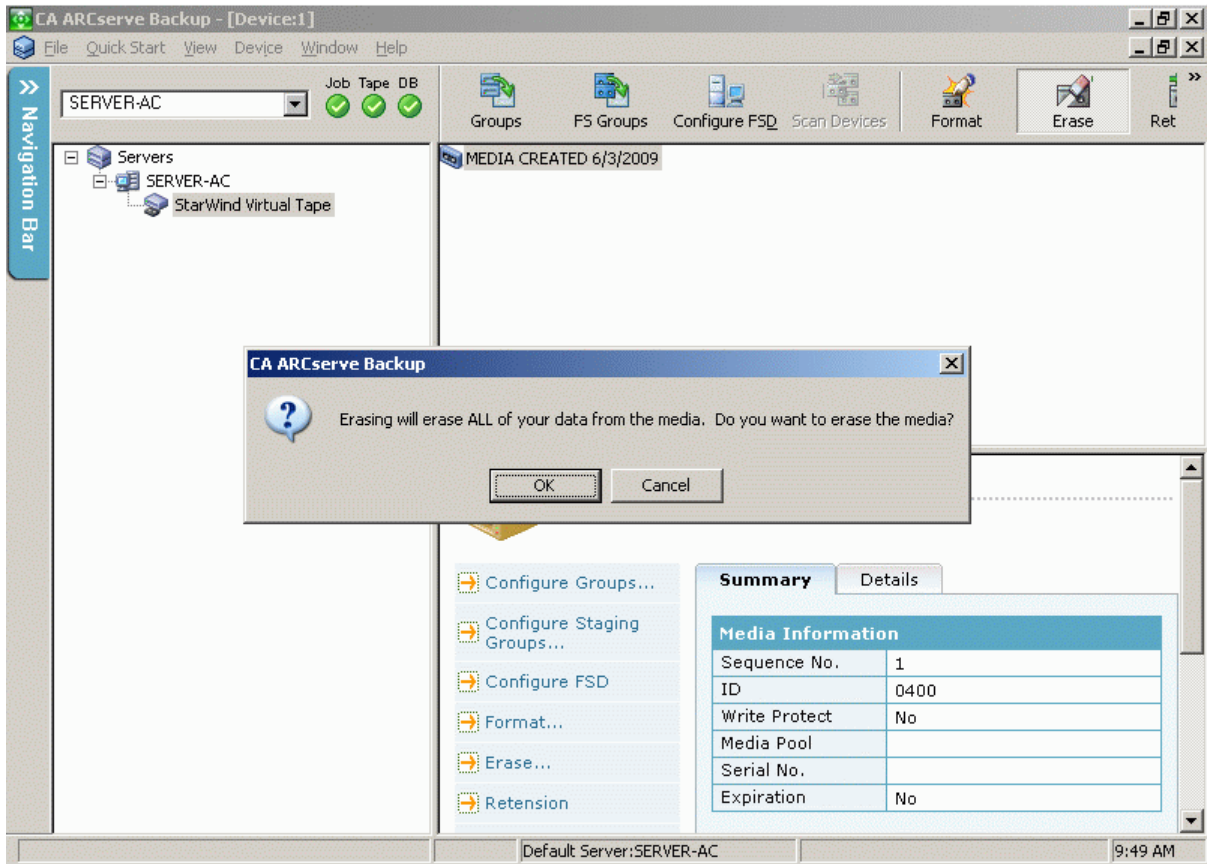 CA ARCserve Backup - [Device:1]
File Quick Start View Device Window Help
Navigation Bar
SERVER-AC
Job Tape DB
Groups
FS Groups
Configure FSD
Scan Devices
Format
Erase
Ret
Servers
SERVER-AC
StarWind Virtual Tape
MEDIA CREATED 6/3/2009
CA ARCserve Backup
Erasing will erase ALL of your data from the media. Do you want to erase the media?
OK
Cancel
Configure Groups...
Configure Staging
Groups...
Configure FSD
Format...
Erase...
Retension
Summary
Details
Media Information
Sequence No. 1
ID 0400
Write Protect No
Media Pool
Serial No.
Expiration No
Default Server:SERVER-AC
9:49 AM